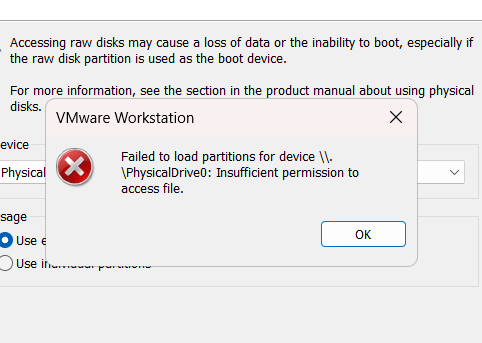 Accessing raw disks may cause a loss of data or the inability to boot, especially if
the raw disk partition is used as the boot device.
For more information, see the section in the product manual about using physical
disks.
VMware Workstation
evice
Physical
Failed to load partitions for device \\.
\PhysicalDrive0: Insufficient permission to
access file.
sage
Use e
OK
Use individual partitions